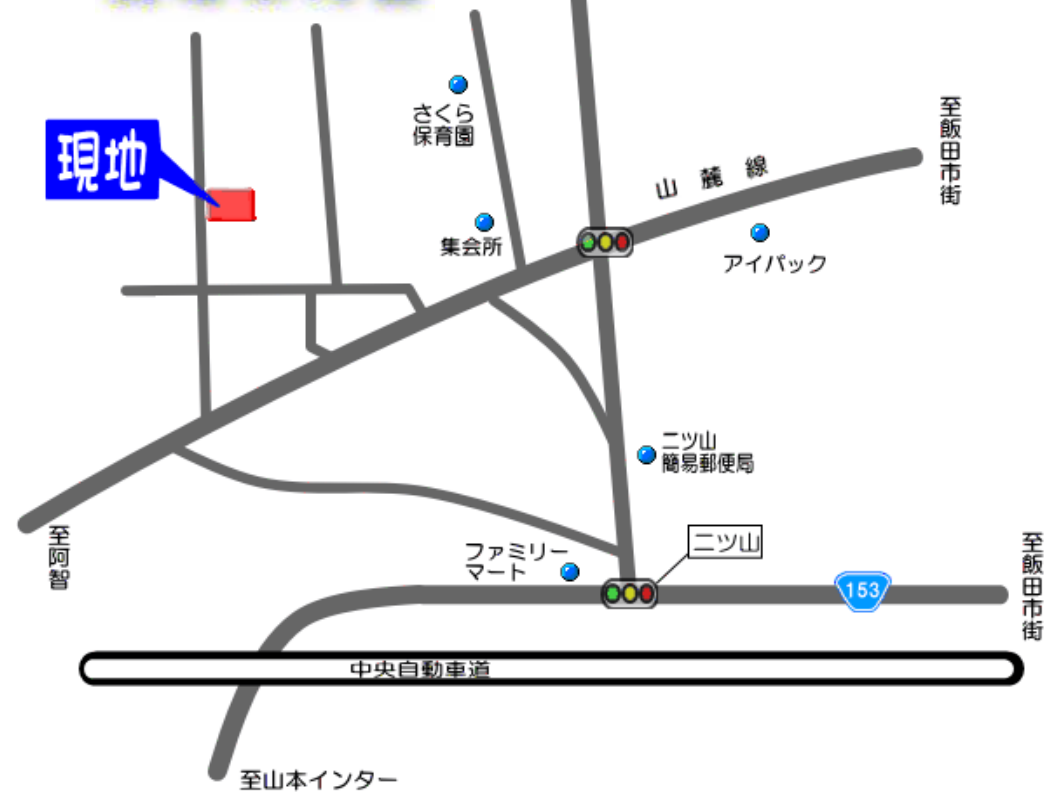 さくら
保育園
現地
至飯田市街
山麓線
集会所
アイパック
二ツ山
簡易郵便局
至阿智
ファミリー
マート
二ツ山
至飯田市街
153
中央自動車道
至山本インター